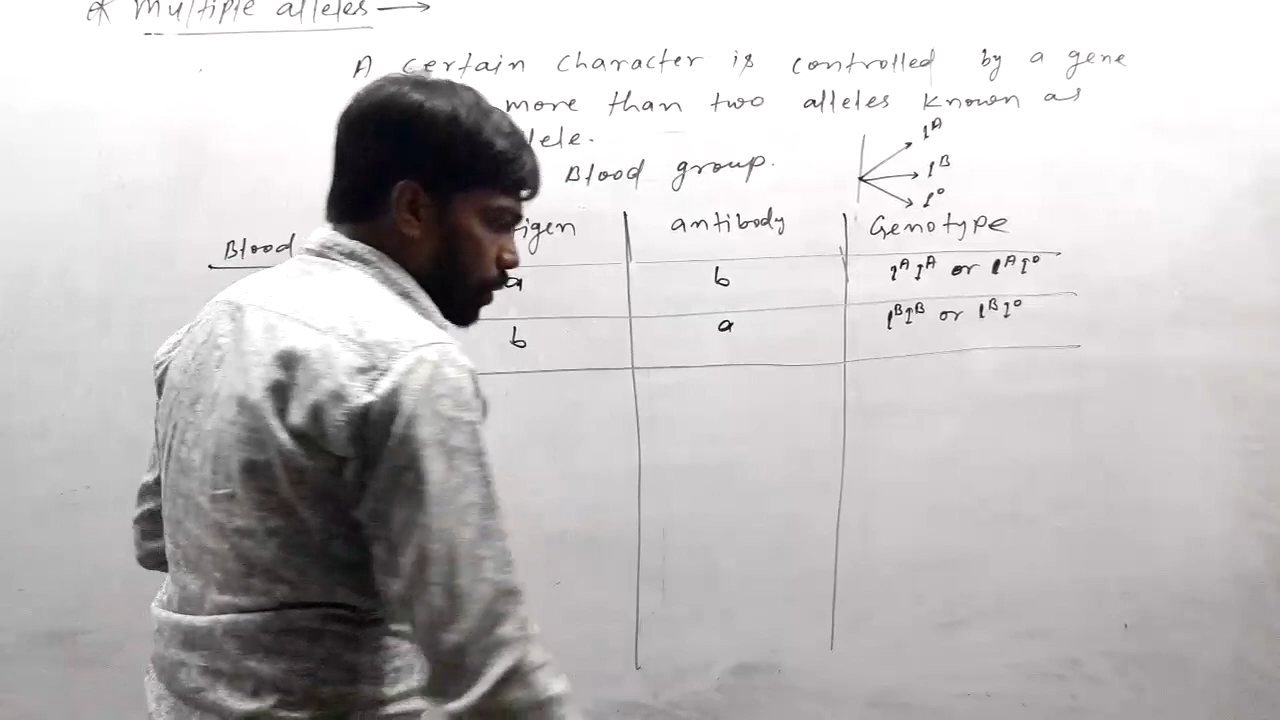 * Multiple alleles →
A certain character is controlled by a gene
more than two alleles known as
lele.
Blood group.
I^A
I^B
I^o
Blood igen antibody Genotype
a b I^A I^A or I^A I^o
b a I^B I^B or I^B I^o